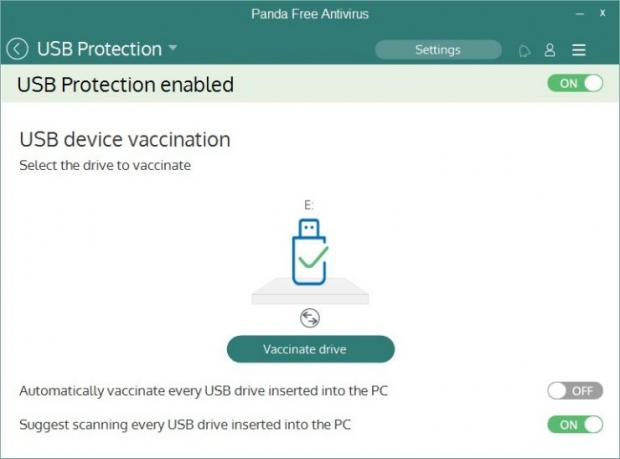 Panda Free Antivirus
USB Protection
Settings
USB Protection enabled
ON
USB device vaccination
Select the drive to vaccinate
E:
Vaccinate drive
Automatically vaccinate every USB drive inserted into the PC
OFF
Suggest scanning every USB drive inserted into the PC
ON